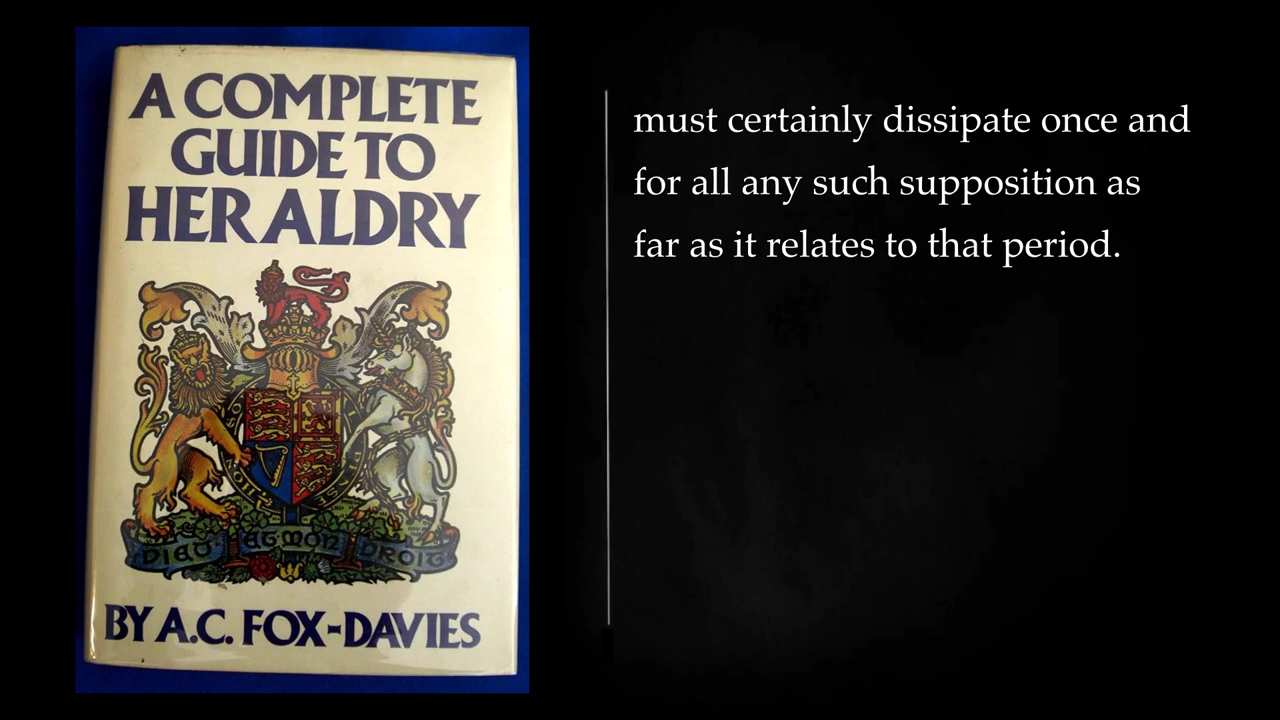 A COMPLETE
GUIDE TO
HERALDRY
DIEU ET MON DROIT
BY A.C. FOX-DAVIES
must certainly dissipate once and
for all any such supposition as
far as it relates to that period.